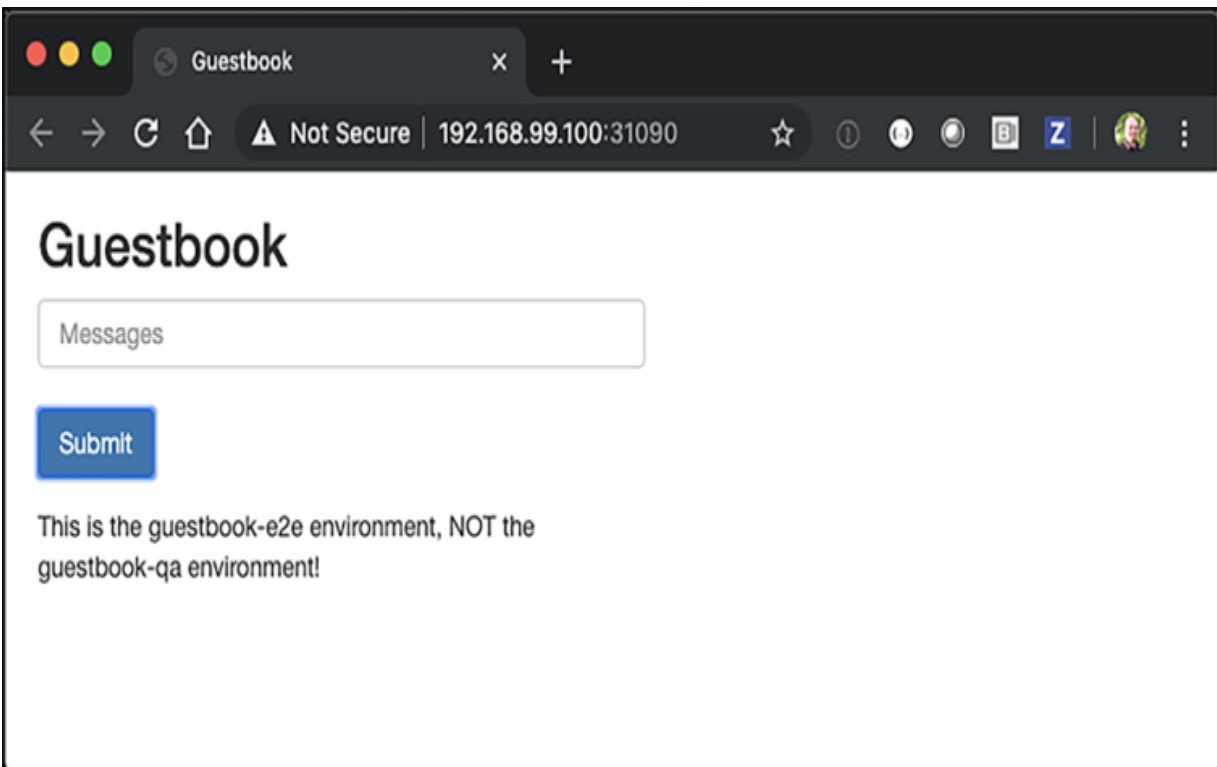 Guestbook
Not Secure 192.168.99.100:31090
B Z
Guestbook
Messages
Submit
This is the guestbook-e2e environment, NOT the
guestbook-qa environment!